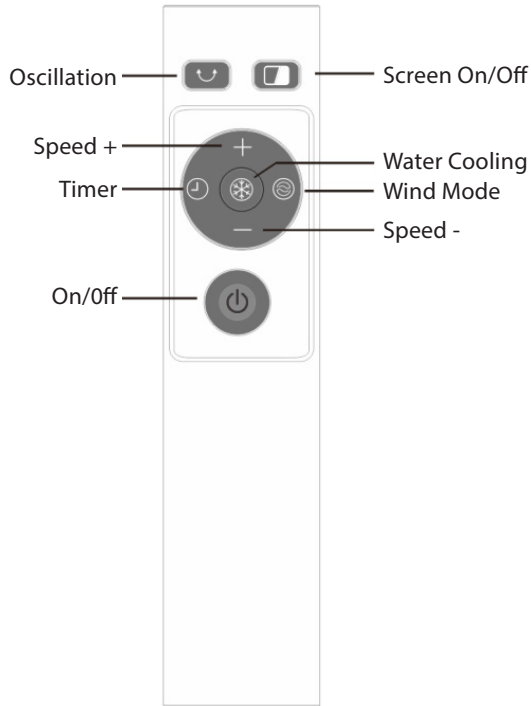 Oscillation
Screen On/Off
Speed +
Water Cooling
Timer
Wind Mode
Speed -
On/0ff